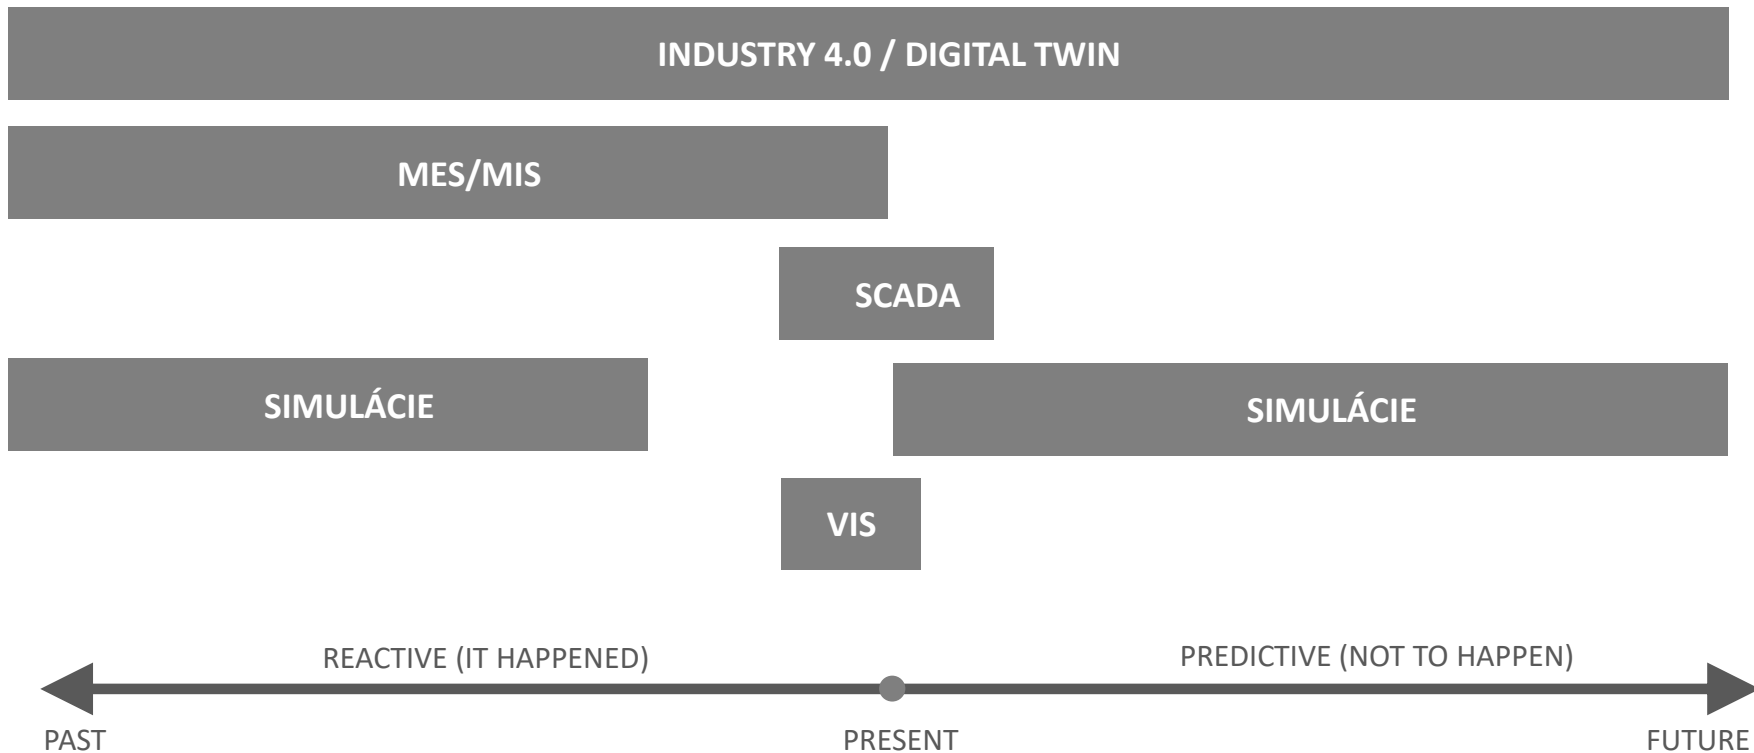 INDUSTRY 4.0 / DIGITAL TWIN
MES/MIS
SCADA
SIMULÁCIE
SIMULÁCIE
VIS
REACTIVE (IT HAPPENED)
PREDICTIVE (NOT TO HAPPEN)
PAST
PRESENT
FUTURE